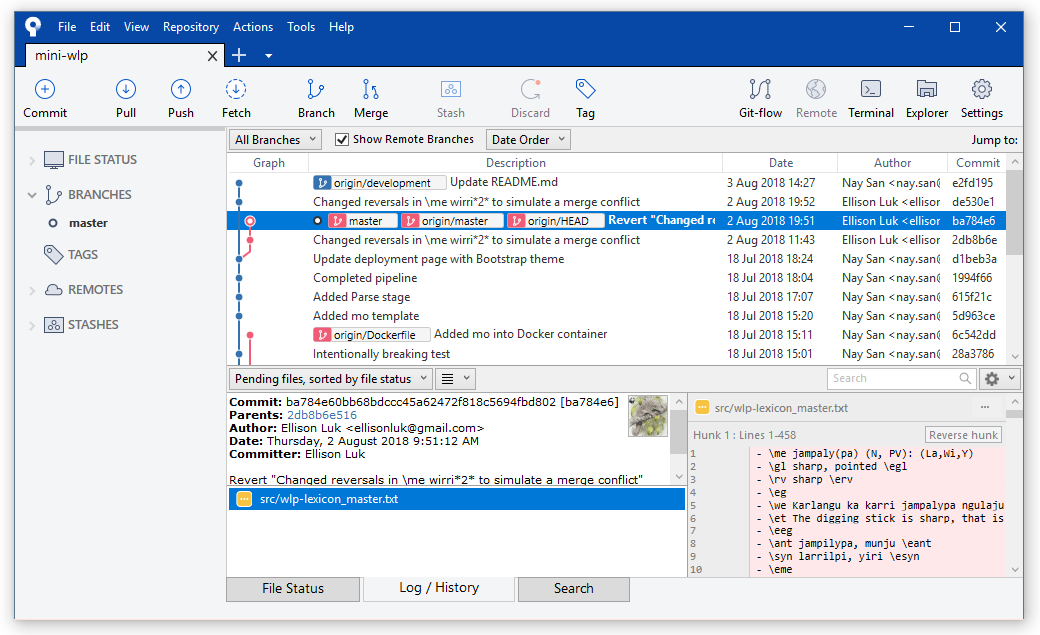 File Edit View Repository Actions Tools Help
mini-wlp
Commit Pull Push Fetch Branch Merge Stash Discard Tag Git-flow Remote Terminal Explorer Settings
All Branches Show Remote Branches Date Order Jump to:
FILE STATUS
BRANCHES
master
TAGS
REMOTES
STASHES
Graph Description Date Author Commit
origin/development Update README.md 3 Aug 2018 14:27 Nay San <nay.san@ e2fd195
Changed reversals in \me wirri*2* to simulate a merge conflict 2 Aug 2018 19:52 Nay San <nay.san@ de530e1
master origin/master origin/HEAD Revert "Changed re 2 Aug 2018 19:51 Ellison Luk <ellisor ba784e6
Changed reversals in \me wirri*2* to simulate a merge conflict 2 Aug 2018 11:43 Ellison Luk <ellisor 2db8b6e
Update deployment page with Bootstrap theme 18 Jul 2018 18:24 Nay San <nay.san@ d1beb3a
Completed pipeline 18 Jul 2018 18:04 Nay San <nay.san@ 1994f66
Added Parse stage 18 Jul 2018 17:07 Nay San <nay.san@ 615f21c
Added mo template 18 Jul 2018 15:20 Nay San <nay.san@ 5d963ce
origin/Dockerfile Added mo into Docker container 18 Jul 2018 15:11 Nay San <nay.san@ 6c542dd
Intentionally breaking test 18 Jul 2018 15:01 Nay San <nay.san@ 28a3786
Pending files, sorted by file status Search
Commit: ba784e60bb68bdccc45a62472f818c5694fbd802 [ba784e6]
Parents: 2db8b6e516
Author: Ellison Luk <ellisonluk@gmail.com>
Date: Thursday, 2 August 2018 9:51:12 AM
Committer: Ellison Luk
Revert "Changed reversals in \me wirri*2* to simulate a merge conflict"
src/wlp-lexicon_master.txt
src/wlp-lexicon_master.txt
Hunk 1 : Lines 1-458 Reverse hunk
1 - \me jampaly(pa) (N, PV): (La,Wi,Y)
2 - \gl sharp, pointed \egl
3 - \rv sharp \erv
4 - \eg
5 - \we Karlangu ka karri jampalypa ngulaju
6 - \et The digging stick is sharp, that is
7 - \eeg
8 - \ant jampilypa, munju \eant
9 - \syn larrilpi, yiri \esyn
10 - \eme
File Status Log / History Search